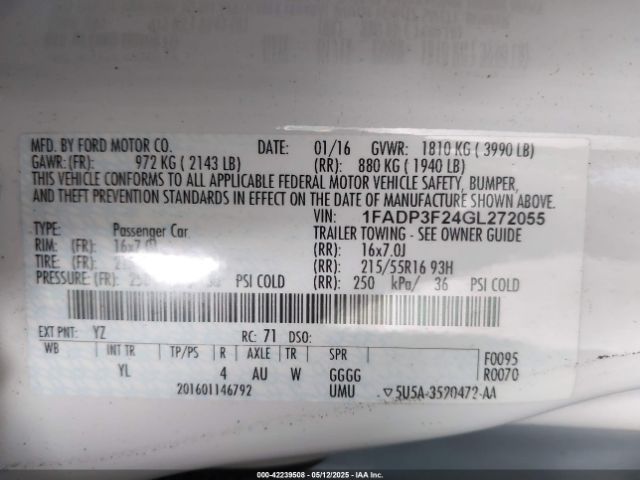 MFD. BY FORD MOTOR CO. DATE: 01/16 GVWR: 1810 KG ( 3990 LB)
GAWR: (FR): 972 KG ( 2143 LB) (RR): 880 KG ( 1940 LB)
THIS VEHICLE CONFORMS TO ALL APPLICABLE FEDERAL MOTOR VEHICLE SAFETY, BUMPER,
AND THEFT PREVENTION STANDARDS IN EFFECT ON THE DATE OF MANUFACTURE SHOWN ABOVE.
VIN: 1FADP3F24GL272055
TYPE: Passenger Car TRAILER TOWING - SEE OWNER GUIDE
RIM: (FR): (RR): 16x7.0J
TIRE: (FR): (RR): 215/55R16 93H
PRESSURE: (FR): PSI COLD (RR): 250 kPa/ 36 PSI COLD
EXT PNT: YZ RC: 71 DSO:
WB INT TR TP/PS R AXLE TR SPR F0095
YL 4 AU W GGGG R0070
201601146792 UMU ▽5U5A-3520472-AA
000-42239508 - 05/12/2025 - IAA Inc.